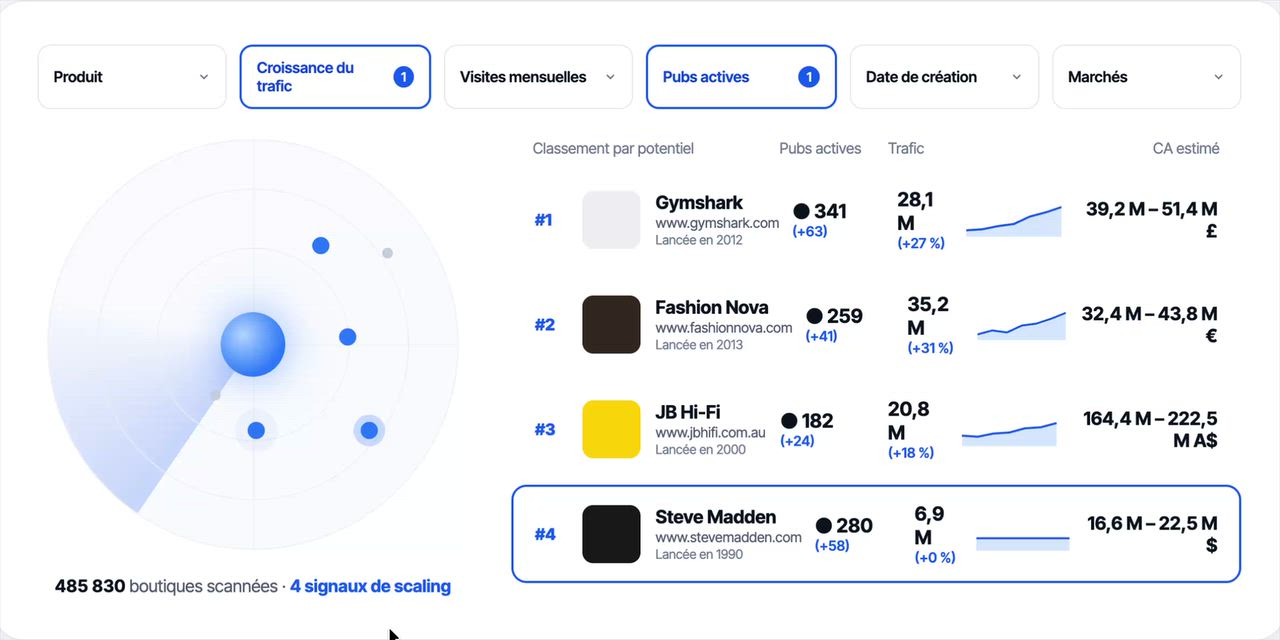 Produit
Croissance du
trafic
1
Visites mensuelles
Pubs actives
1
Date de création
Marchés
Classement par potentiel
Pubs actives
Trafic
CA estimé
#1
Gymshark
www.gymshark.com
Lancée en 2012
341
(+63)
28,1
M
(+27 %)
39,2 M – 51,4 M
£
#2
Fashion Nova
www.fashionnova.com
Lancée en 2013
259
(+41)
35,2
M
(+31 %)
32,4 M – 43,8 M
€
#3
JB Hi-Fi
www.jbhifi.com.au
Lancée en 2000
182
(+24)
20,8
M
(+18 %)
164,4 M – 222,5
M A$
#4
Steve Madden
www.stevemadden.com
Lancée en 1990
280
(+58)
6,9
M
(+0 %)
16,6 M – 22,5 M
$
485 830 boutiques scannées · 4 signaux de scaling